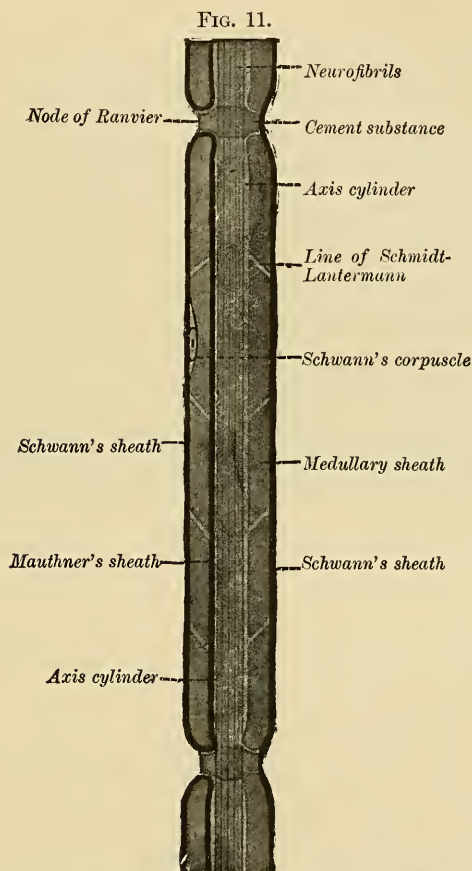 FIG. 11.
Neurofibrils
Node of Ranvier
Cement substance
Axis cylinder
Line of Schmidt-
Lantermann
Schwann's corpuscle
Schwann's sheath
Medullary sheath
Mauthner's sheath
Schwann's sheath
Axis cylinder